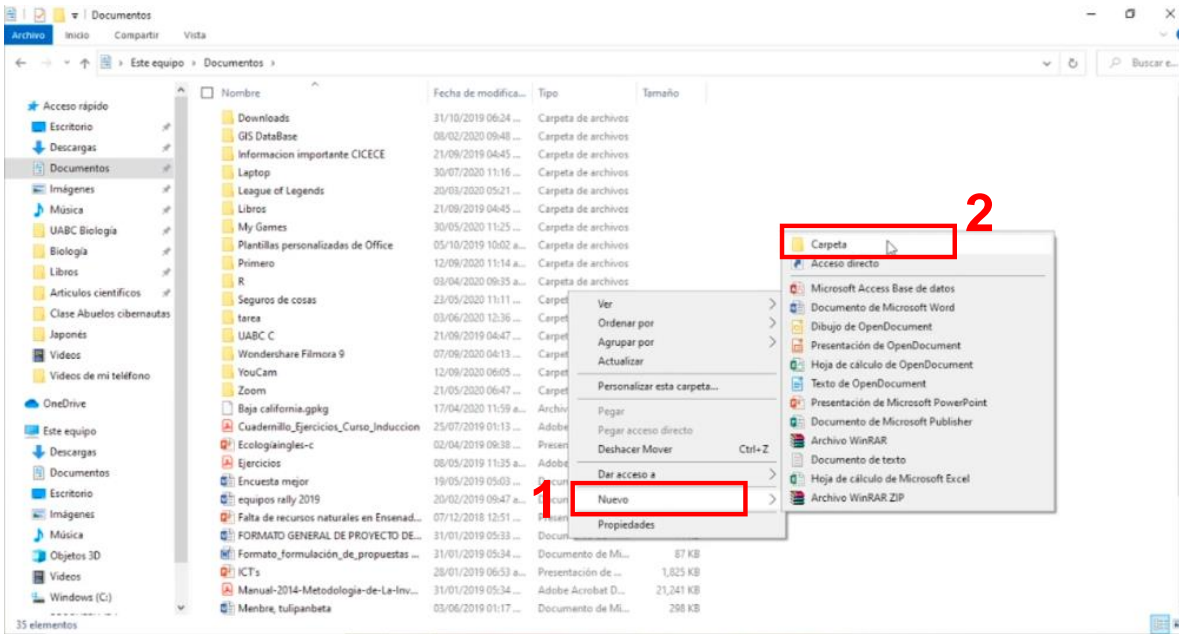 Documentos
Archivo Inicio Compartir Vista
Este equipo Documentos
Buscar e...
Nombre Fecha de modifica... Tipo Tamaño
Acceso rápido
Escritorio
Descargas
Documentos
Imágenes
Música
UABC Biología
Biología
Libros
Articulos científicos
Clase Abuelos cibernautas
Japonés
Videos
Videos de mi teléfono
OneDrive
Este equipo
Descargas
Documentos
Escritorio
Imágenes
Música
Objetos 3D
Videos
Windows (C:)
Downloads 31/10/2019 06:24 ... Carpeta de archivos
GIS DataBase 08/02/2020 09:48 ... Carpeta de archivos
Informacion importante CICECE 21/09/2019 04:45 ... Carpeta de archivos
Laptop 30/07/2020 11:16 ... Carpeta de archivos
League of Legends 20/03/2020 05:21 ... Carpeta de archivos
Libros 21/09/2019 04:45 ... Carpeta de archivos
My Games 30/05/2020 11:25 ... Carpeta de archivos
Plantillas personalizadas de Office 05/10/2019 10:02 a... Carpeta de archivos
Primero 12/09/2020 11:14 a... Carpeta de archivos
R 03/04/2020 09:35 a... Carpeta de archivos
Seguros de cosas 23/05/2020 11:11 ... Carpet
tarea 03/06/2020 12:36 ... Carpet
UABC C 21/09/2019 04:47 ... Carpet
Wondershare Filmora 9 07/09/2020 04:13 ... Carpet
YouCam 12/09/2020 06:05 ... Carpet
Zoom 21/05/2020 06:47 ... Carpet
Baja california.gpkg 17/04/2020 11:59 a... Archiv
Cuadernillo_Ejercicios_Curso_Induccion 25/07/2019 01:13 ... Adobe
Ecologíaingles-c 02/04/2019 09:38 ... Presen
Ejercicios 08/05/2019 11:35 a... Adobe
Encuesta mejor 19/05/2019 05:03 ... Docun
equipos rally 2019 20/02/2019 09:47 a... Docun
Falta de recursos naturales en Ensenad... 07/12/2018 12:51 ... Presen
FORMATO GENERAL DE PROYECTO DE... 31/01/2019 05:33 ... Docun
Formato_formulación_de_propuestas ... 31/01/2019 05:34 ... Documento de Mi... 87 KB
ICT's 28/01/2019 06:53 a... Presentación de ... 1,825 KB
Manual-2014-Metodologia-de-La-Inv... 31/01/2019 05:34 ... Adobe Acrobat D... 21,241 KB
Menbre, tulipanbeta 03/06/2019 01:17 ... Documento de Mi... 298 KB
Ver
Ordenar por
Agrupar por
Actualizar
Personalizar esta carpeta...
Pegar
Pegar acceso directo
Deshacer Mover Ctrl+Z
Dar acceso a
1
Nuevo
Propiedades
2
Carpeta
Acceso directo
Microsoft Access Base de datos
Documento de Microsoft Word
Dibujo de OpenDocument
Presentación de OpenDocument
Hoja de cálculo de OpenDocument
Texto de OpenDocument
Presentación de Microsoft PowerPoint
Documento de Microsoft Publisher
Archivo WinRAR
Documento de texto
Hoja de cálculo de Microsoft Excel
Archivo WinRAR ZIP
35 elementos